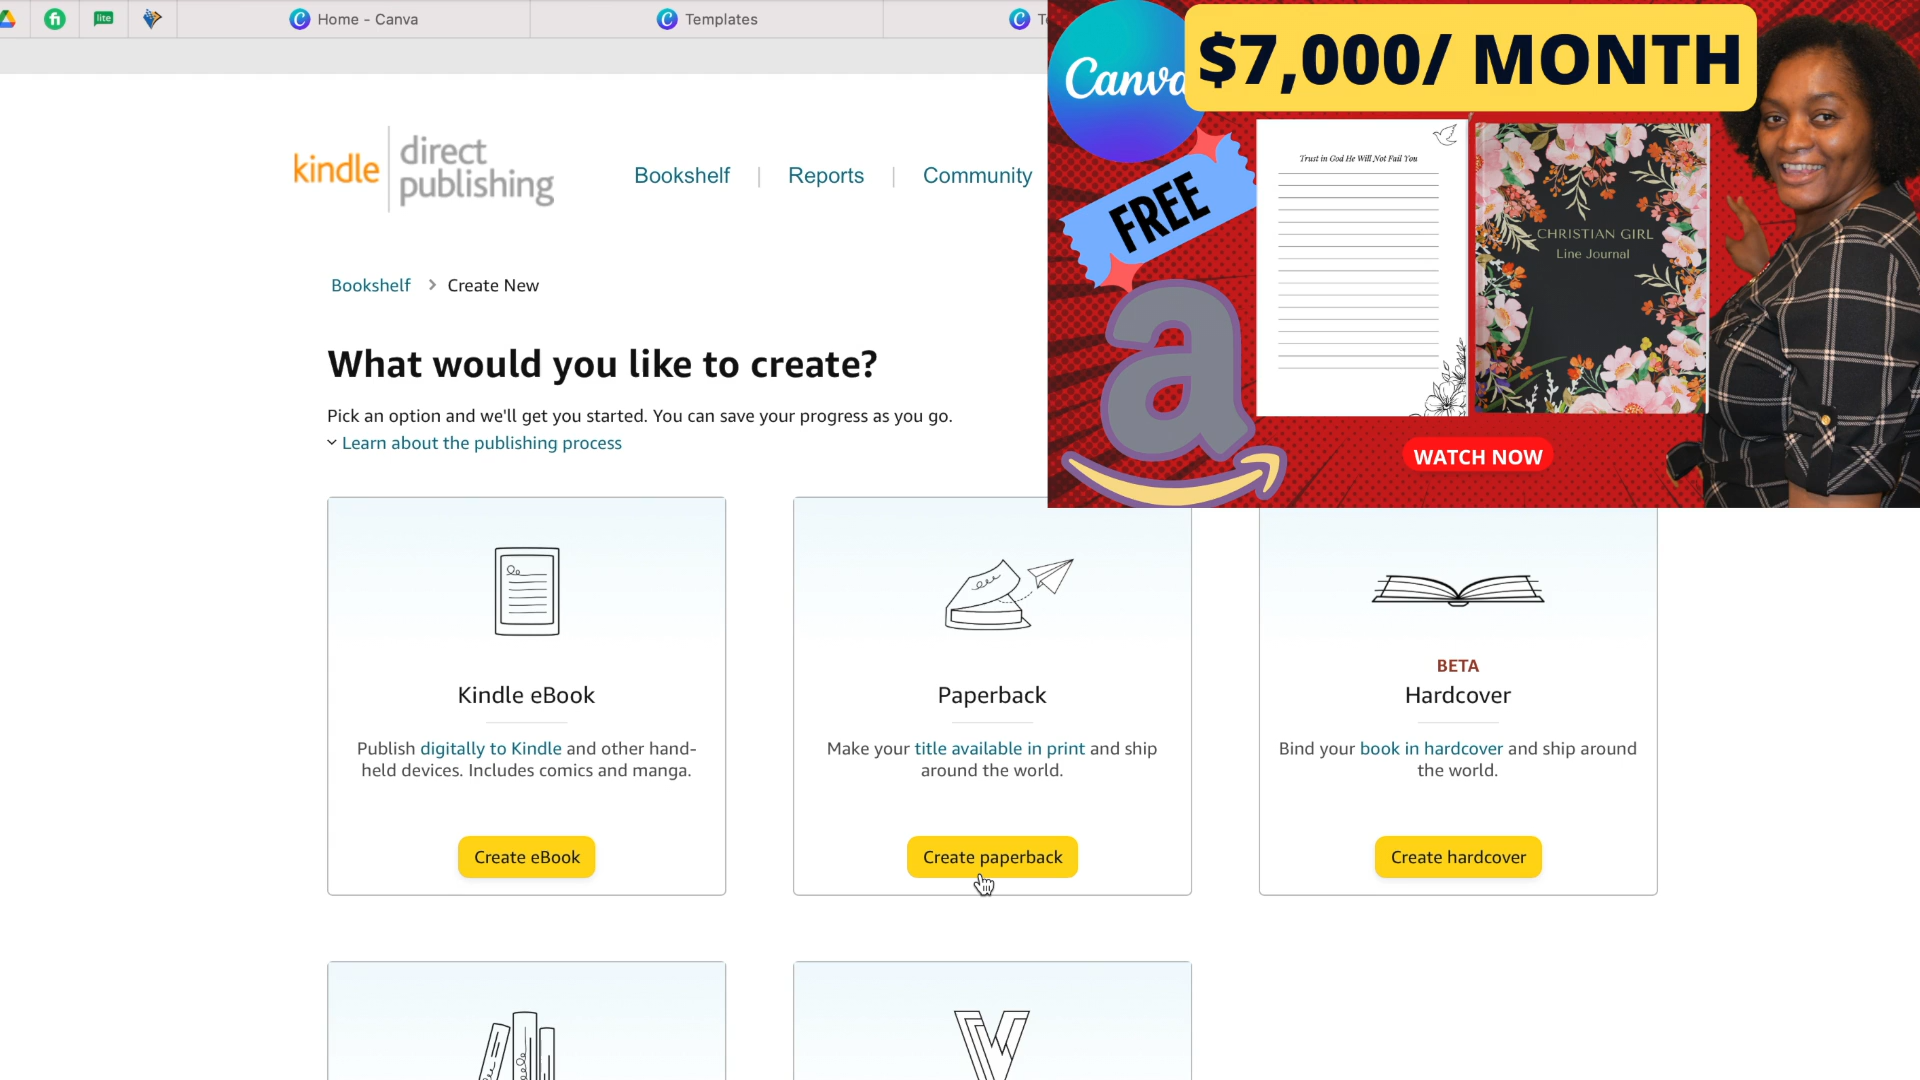 lite
Home - Canva
Templates
kindle direct publishing
Bookshelf
Reports
Community
Bookshelf > Create New
What would you like to create?
Pick an option and we'll get you started. You can save your progress as you go.
Learn about the publishing process
Canva
$7,000/ MONTH
FREE
a
Trust in God He Will Not Fail You
CHRISTIAN GIRL
Line Journal
WATCH NOW
Kindle eBook
Publish digitally to Kindle and other hand-
held devices. Includes comics and manga.
Create eBook
Paperback
Make your title available in print and ship
around the world.
Create paperback
BETA
Hardcover
Bind your book in hardcover and ship around
the world.
Create hardcover